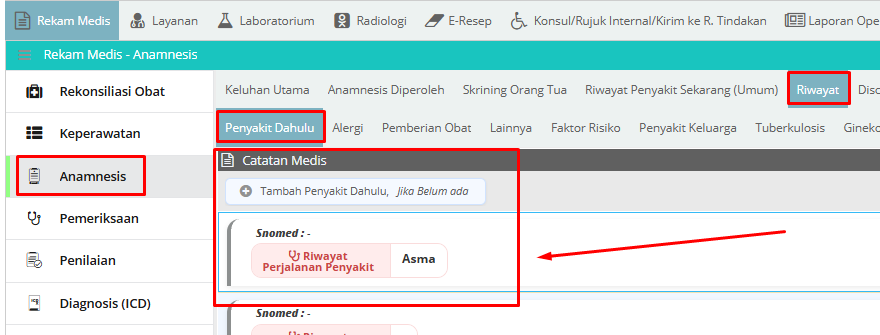 Rekam Medis Layanan Laboratorium Radiologi E-Resep Konsul/Rujuk Internal/Kirim ke R. Tindakan Laporan Ope
Rekam Medis - Anamnesis
Rekonsiliasi Obat
Keperawatan
Anamnesis
Pemeriksaan
Penilaian
Diagnosis (ICD)
Keluhan Utama Anamnesis Diperoleh Skrining Orang Tua Riwayat Penyakit Sekarang (Umum) Riwayat Disc
Penyakit Dahulu Alergi Pemberian Obat Lainnya Faktor Risiko Penyakit Keluarga Tuberkulosis Ginek
Catatan Medis
Tambah Penyakit Dahulu, Jika Belum ada
Snomed : -
Riwayat
Perjalanan Penyakit
Asma
Snomed : -